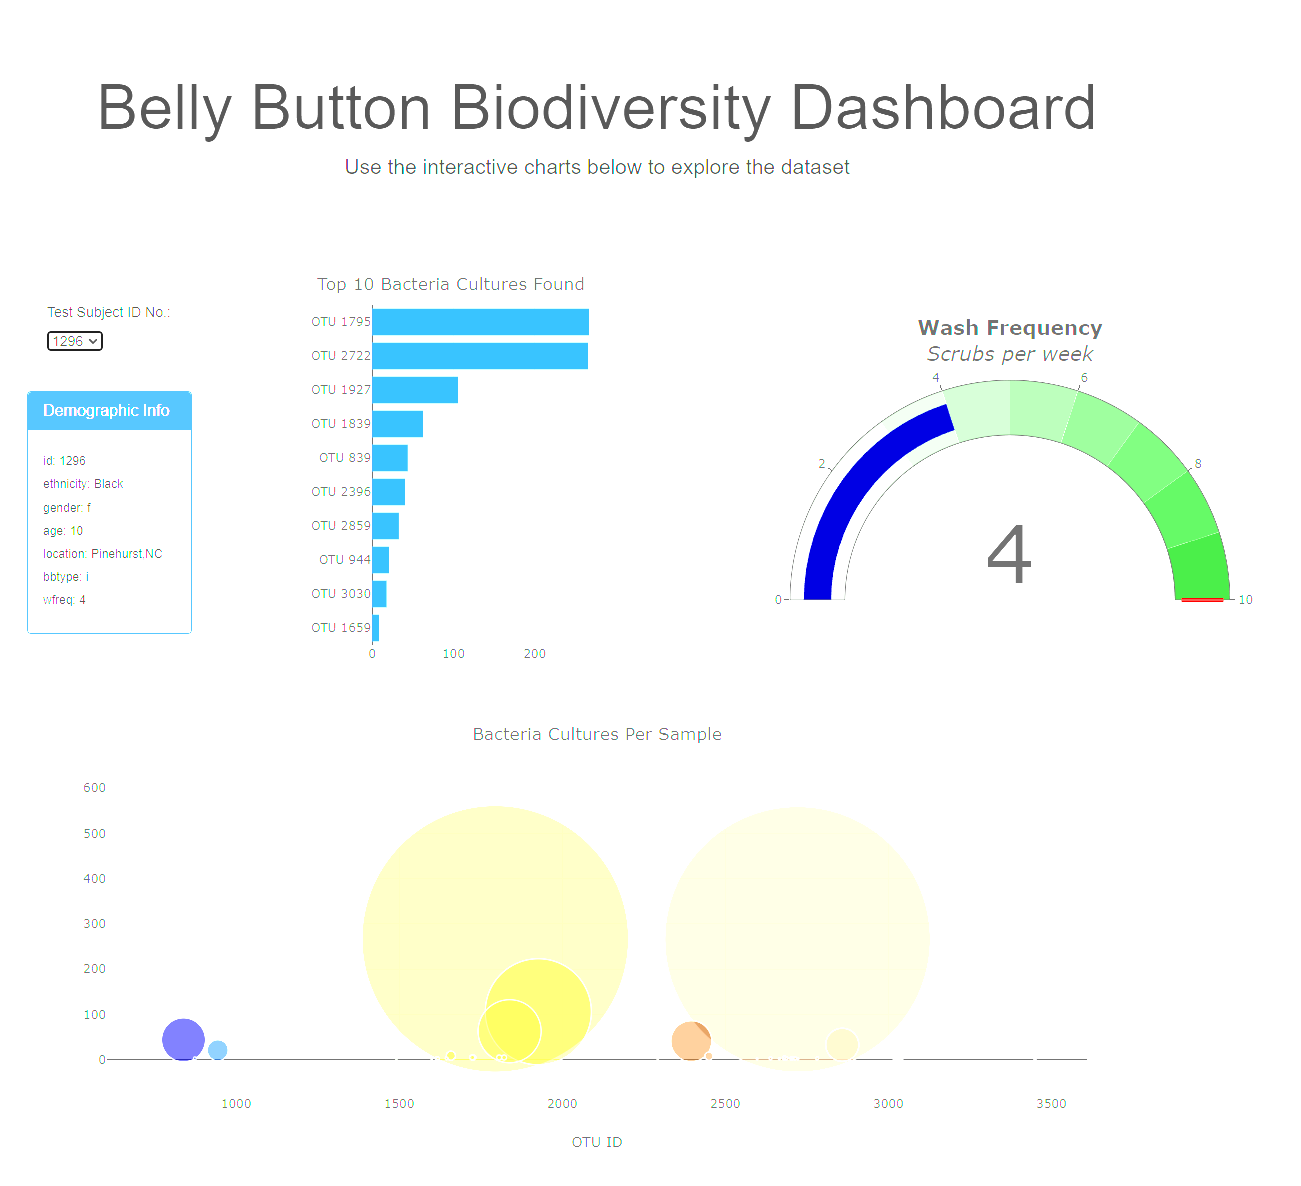 Belly Button Biodiversity Dashboard
Use the interactive charts below to explore the dataset
Test Subject ID No.:
1296
Demographic Info
id: 1296
ethnicity: Black
gender: f
age: 10
location: Pinehurst.NC
bbtype: i
wfreq: 4
Top 10 Bacteria Cultures Found
OTU 1795
OTU 2722
OTU 1927
OTU 1839
OTU 839
OTU 2396
OTU 2859
OTU 944
OTU 3030
OTU 1659
0 100 200
Wash Frequency
Scrubs per week
0 2 4 6 8 10
4
Bacteria Cultures Per Sample
600
500
400
300
200
100
0
1000 1500 2000 2500 3000 3500
OTU ID